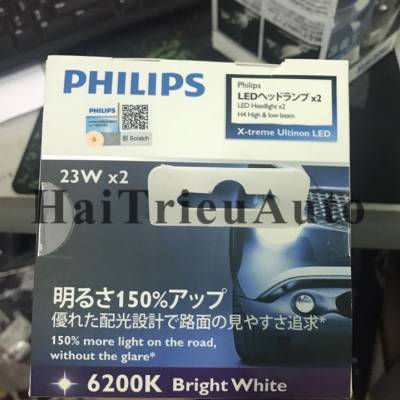 PHILIPS
PHILIPS
Scratch
Philips
LEDヘッドランプ x2
LED Headlight x2
H4 High & low beam
X-treme Ultinon LED
23W x2
HaiTrieuAuto
明るさ150%アップ
優れた配光設計で路面の見やすさ追求*
150% more light on the road,
without the glare*
6200K Bright White